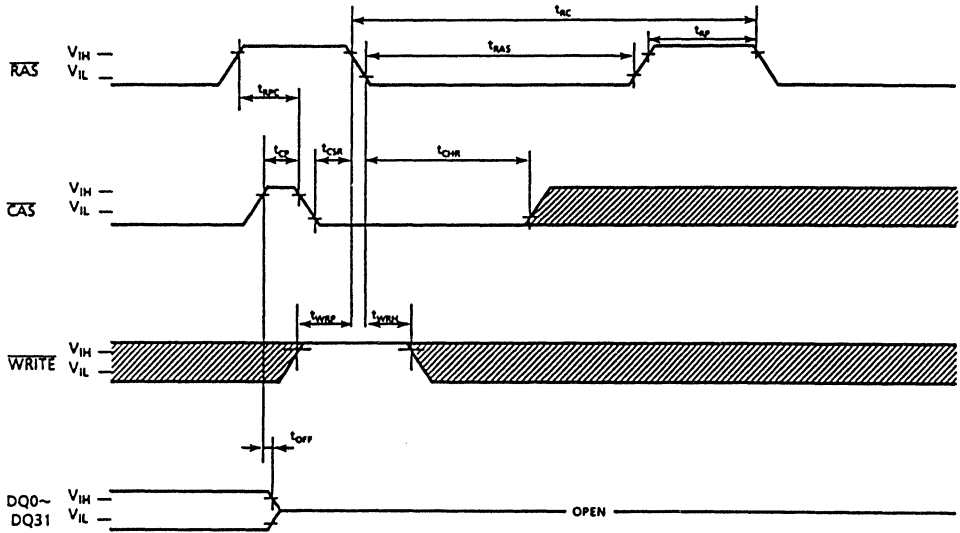 tRC
tRP
tRAS
RAS
VIH
VIL
tRPC
tCP
tCSR
tCHR
CAS
VIH
VIL
tWRP
tWRH
WRITE
VIH
VIL
tOFF
DQ0~
DQ31
VIH
VIL
OPEN